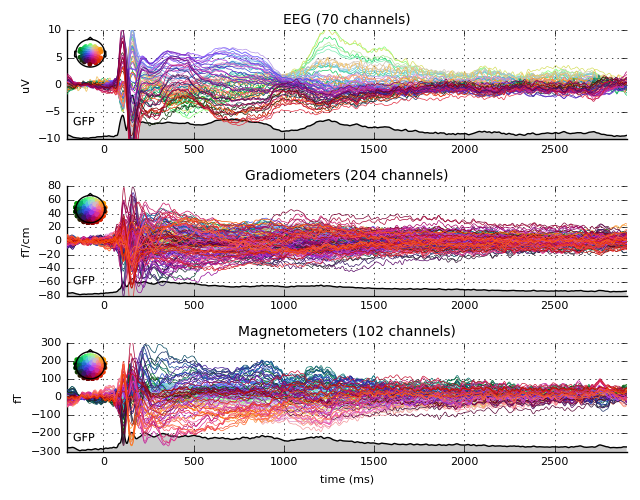 EEG (70 channels)
10
5
0
−5
−10
uV
GFP
0 500 1000 1500 2000 2500
Gradiometers (204 channels)
80
60
40
20
0
−20
−40
−60
−80
fT/cm
GFP
0 500 1000 1500 2000 2500
Magnetometers (102 channels)
300
200
100
0
−100
−200
−300
fT
GFP
0 500 1000 1500 2000 2500
time (ms)